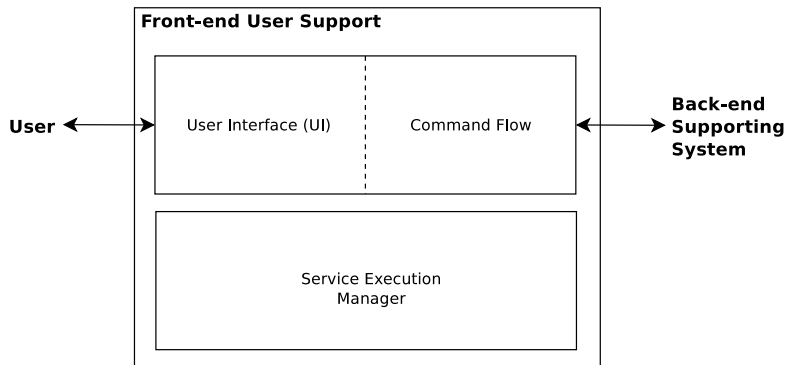 Front-end User Support
User
User Interface (UI)
Command Flow
Back-end
Supporting
System
Service Execution
Manager